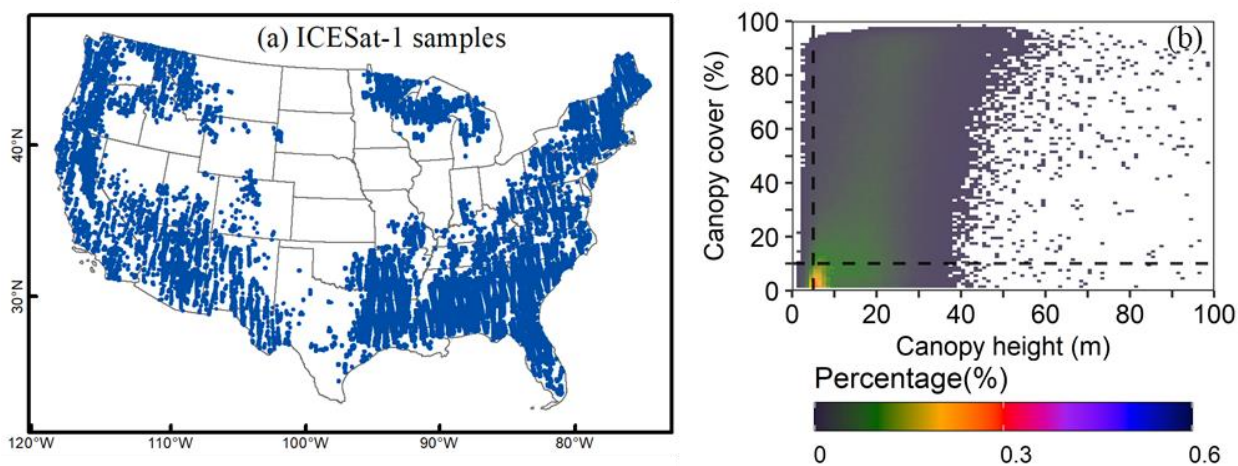 (a) ICESat-1 samples
40°N
30°N
120°W 110°W 100°W 90°W 80°W
(b)
Canopy cover (%)
100
80
60
40
20
10
0
0 20 40 60 80 100
Canopy height (m)
Percentage(%)
0 0.3 0.6